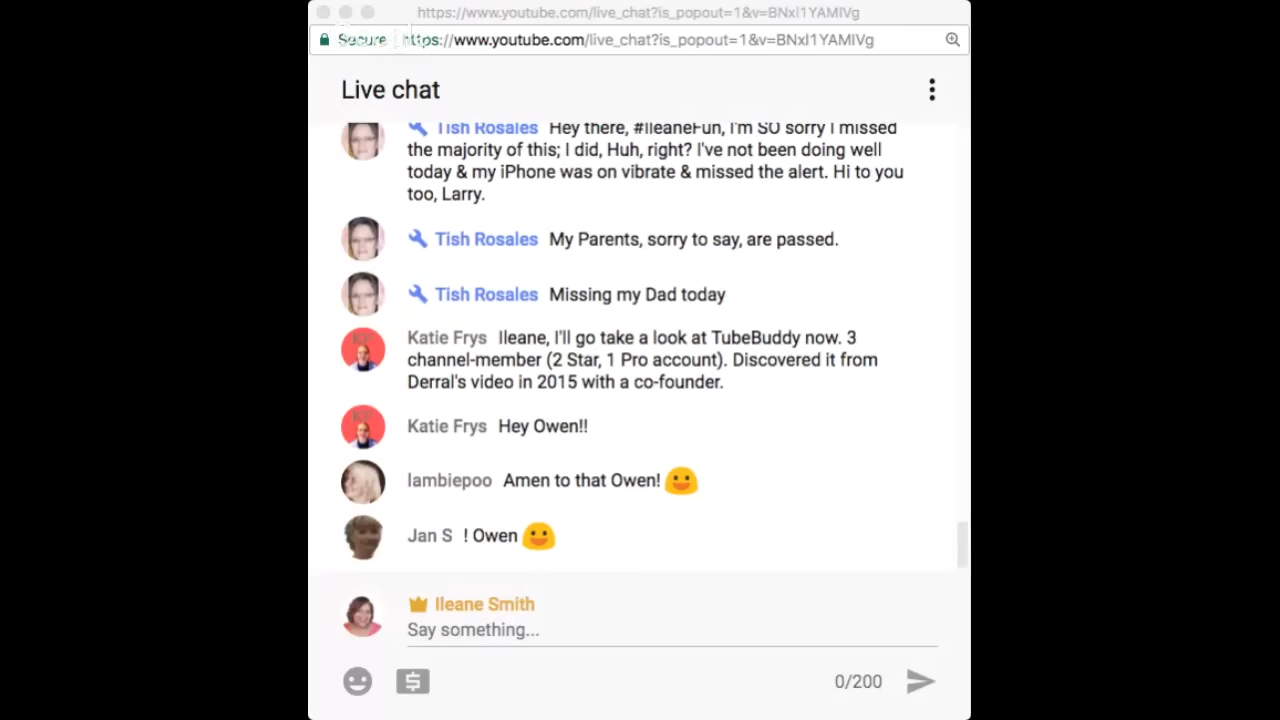 https://www.youtube.com/live_chat?is_popout=1&v=BNxl1YAMlVg
Secure https://www.youtube.com/live_chat?is_popout=1&v=BNxl1YAMlVg
Live chat
Tish Rosales Hey there, #IleaneFun, I'm SO sorry I missed
the majority of this; I did, Huh, right? I've not been doing well
today & my iPhone was on vibrate & missed the alert. Hi to you
too, Larry.
Tish Rosales My Parents, sorry to say, are passed.
Tish Rosales Missing my Dad today
Katie Frys Ileane, I'll go take a look at TubeBuddy now. 3
channel-member (2 Star, 1 Pro account). Discovered it from
Derral's video in 2015 with a co-founder.
Katie Frys Hey Owen!!
lambiepoo Amen to that Owen! 😀
Jan S ! Owen 😀
Ileane Smith
Say something...
0/200